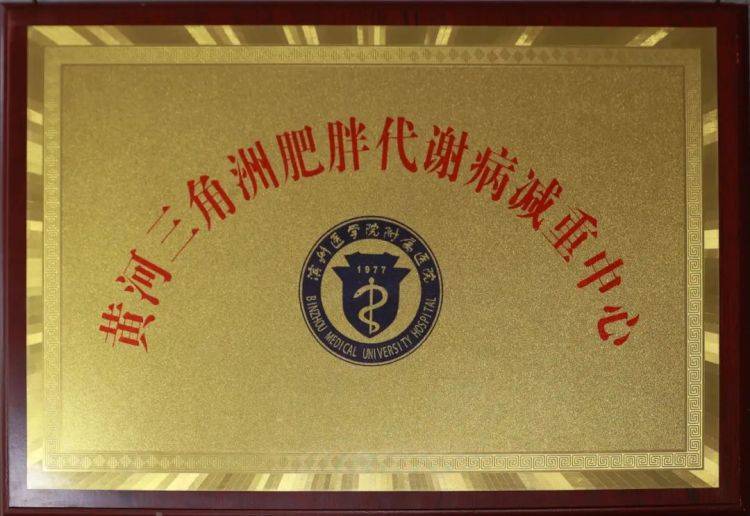 黄河三角洲肥胖代谢病减重中心
滨州医学院附属医院
1977
BINZHOU MEDICAL UNIVERSITY HOSPITAL